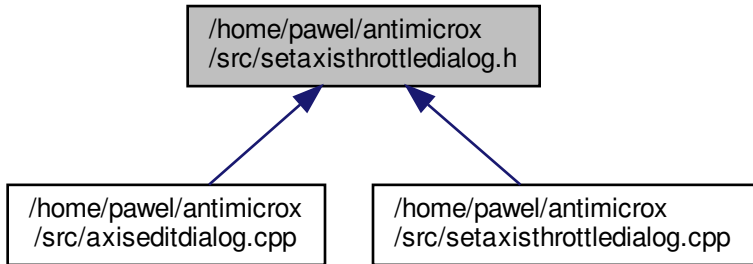 /home/pawel/antimicrox
/src/setaxisthrottledialog.h
/home/pawel/antimicrox
/src/axiseditdialog.cpp
/home/pawel/antimicrox
/src/setaxisthrottledialog.cpp